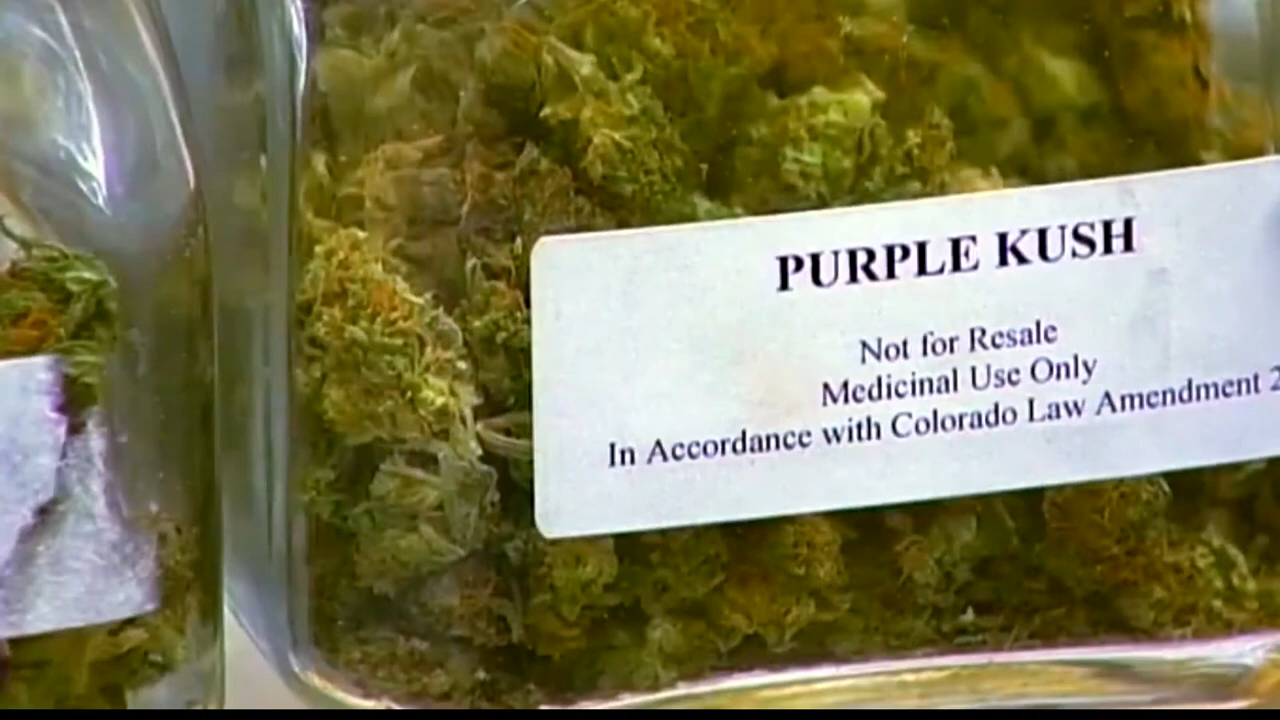 PURPLE KUSH
Not for Resale
Medicinal Use Only
In Accordance with Colorado Law Amendment 2